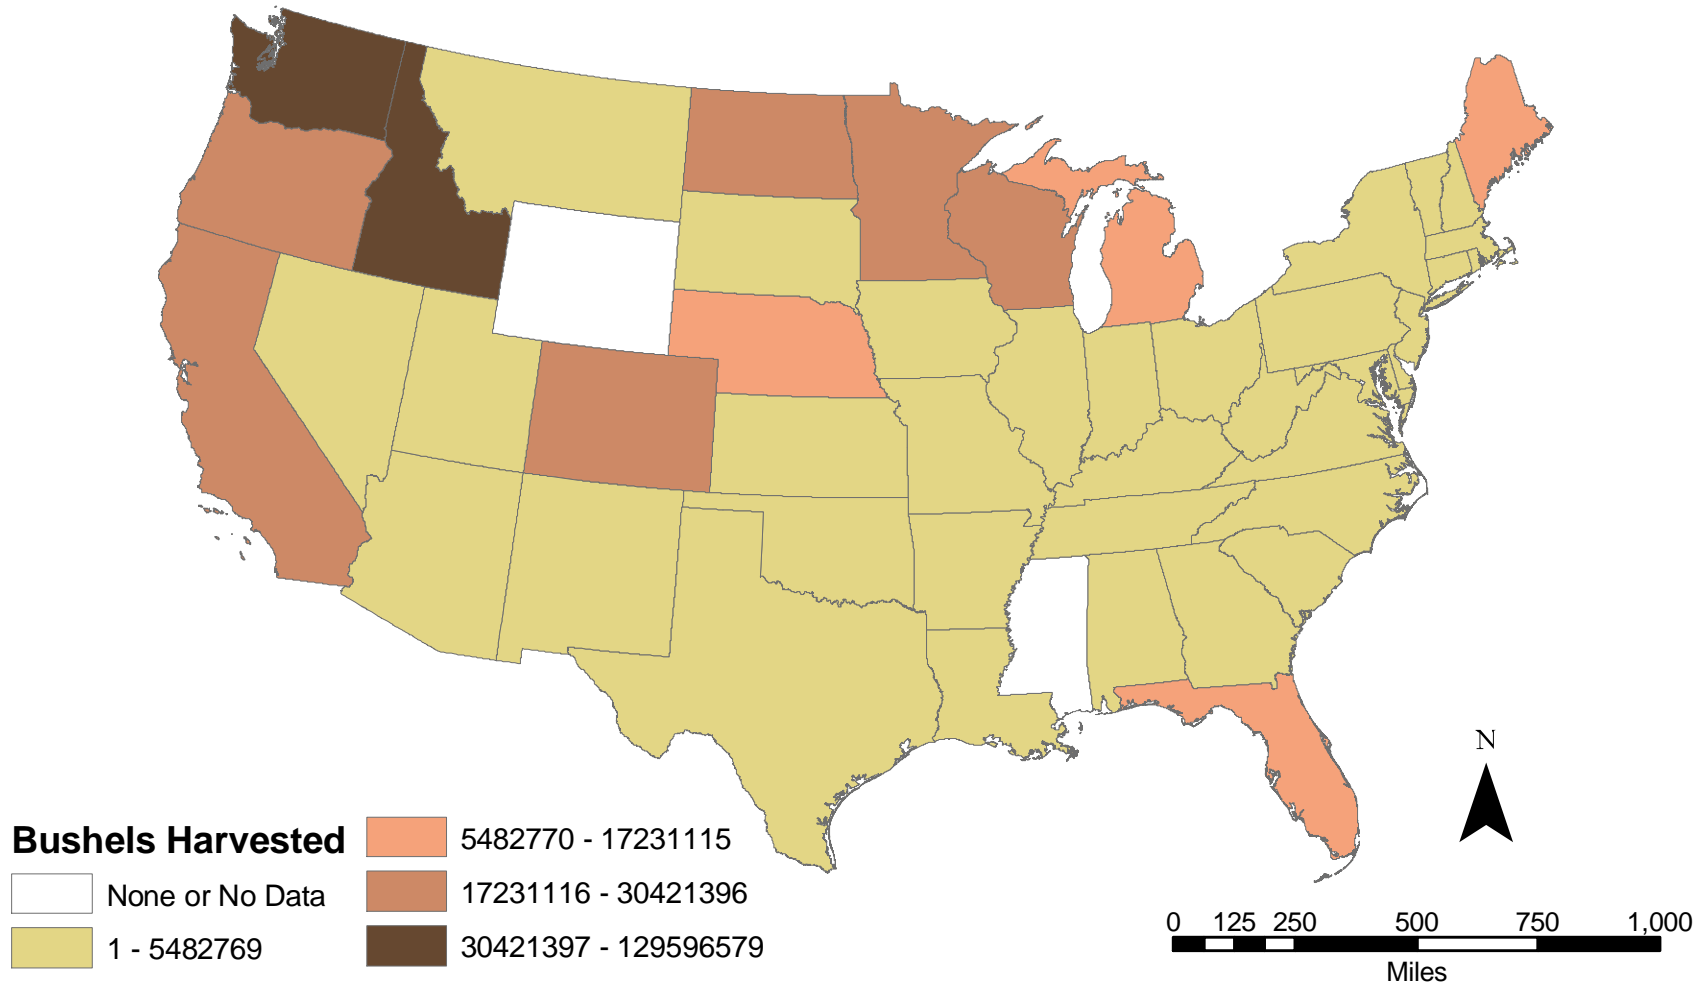 N
Bushels Harvested
None or No Data
1 - 5482769
5482770 - 17231115
17231116 - 30421396
30421397 - 129596579
0 125 250 500 750 1,000
Miles